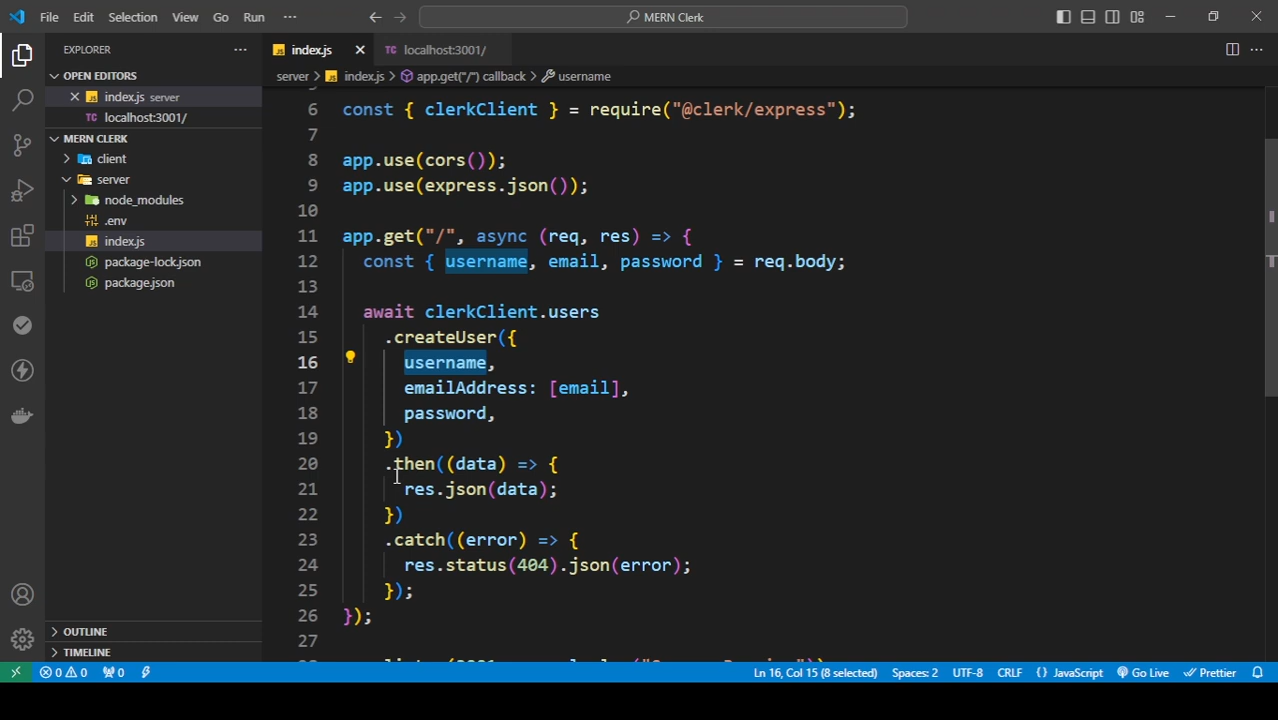 File Edit Selection View Go Run ··· MERN Clerk
EXPLORER ···
OPEN EDITORS
index.js server
TC localhost:3001/
MERN CLERK
client
server
node_modules
.env
index.js
package-lock.json
package.json
OUTLINE
TIMELINE
index.js TC localhost:3001/
server > index.js > app.get("/") callback > username
6 const { clerkClient } = require("@clerk/express");
7
8 app.use(cors());
9 app.use(express.json());
10
11 app.get("/", async (req, res) => {
12 const { username, email, password } = req.body;
13
14 await clerkClient.users
15 .createUser({
16 username,
17 emailAddress: [email],
18 password,
19 })
20 .then((data) => {
21 res.json(data);
22 })
23 .catch((error) => {
24 res.status(404).json(error);
25 });
26 });
27
0 0 0 Ln 16, Col 15 (8 selected) Spaces: 2 UTF-8 CRLF {} JavaScript Go Live Prettier